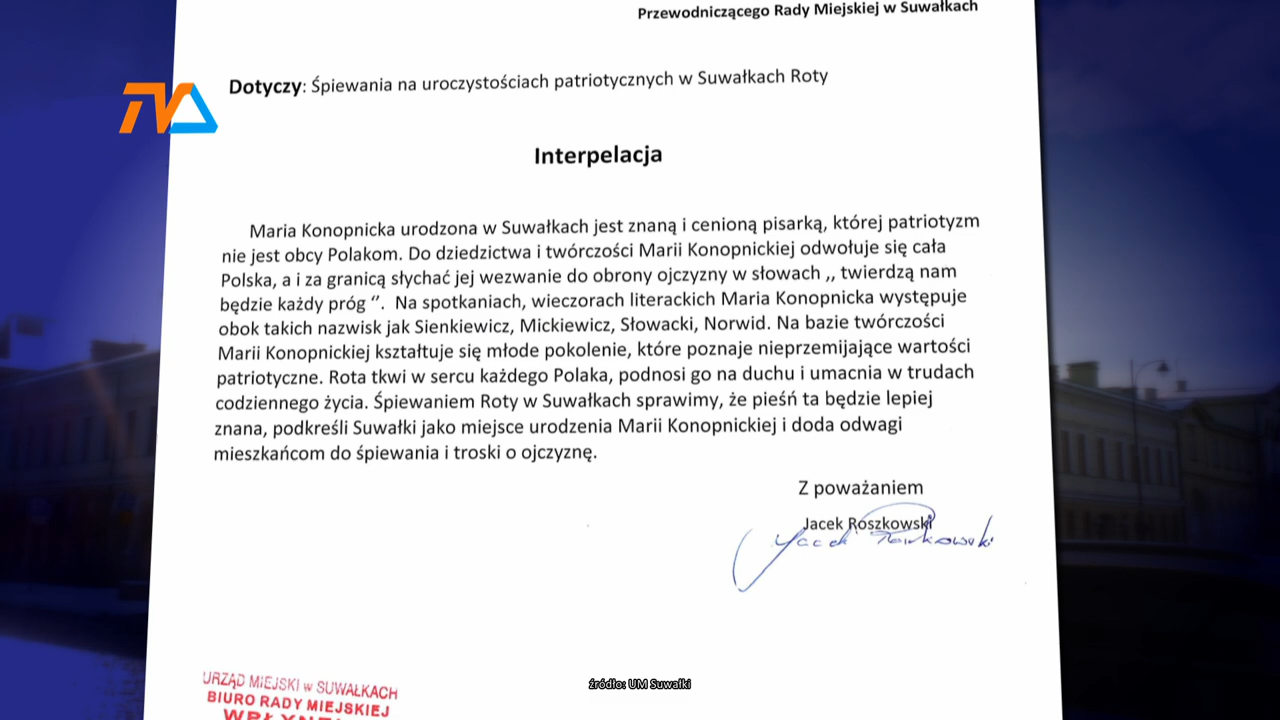 Przewodniczącego Rady Miejskiej w Suwałkach
TVA
Dotyczy: Śpiewania na uroczystościach patriotycznych w Suwałkach Roty
Interpelacja
Maria Konopnicka urodzona w Suwałkach jest znaną i cenioną pisarką, której patriotyzm
nie jest obcy Polakom. Do dziedzictwa i twórczości Marii Konopnickiej odwołuje się cała
Polska, a i za granicą słychać jej wezwanie do obrony ojczyzny w słowach ,, twierdzą nam
będzie każdy próg ‘’. Na spotkaniach, wieczorach literackich Maria Konopnicka występuje
obok takich nazwisk jak Sienkiewicz, Mickiewicz, Słowacki, Norwid. Na bazie twórczości
Marii Konopnickiej kształtuje się młode pokolenie, które poznaje nieprzemijające wartości
patriotyczne. Rota tkwi w sercu każdego Polaka, podnosi go na duchu i umacnia w trudach
codziennego życia. Śpiewaniem Roty w Suwałkach sprawimy, że pieśń ta będzie lepiej
znana, podkreśli Suwałki jako miejsce urodzenia Marii Konopnickiej i doda odwagi
mieszkańcom do śpiewania i troski o ojczyznę.
Z poważaniem
Jacek Roszkowski
Jacek Roszkowski
URZĄD MIEJSKI w SUWAŁKACH
BIURO RADY MIEJSKIEJ
źródło: UM Suwałki